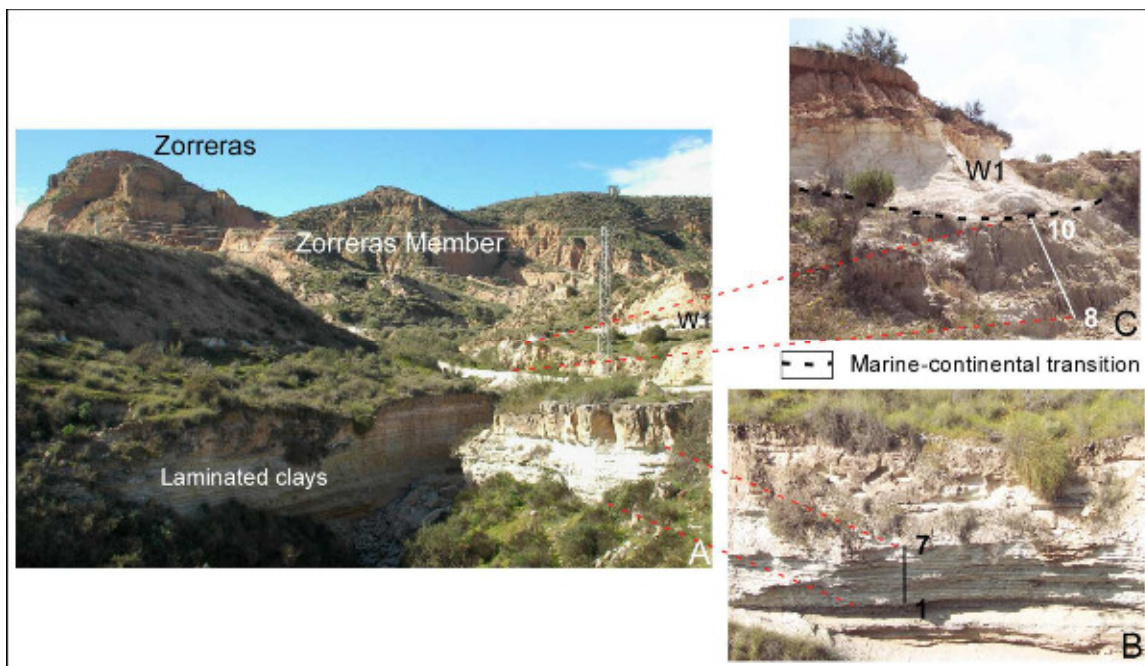 Zorreras
Zorreras Member
W1
Laminated clays
A
W1
10
8
C
Marine-continental transition
7
1
B